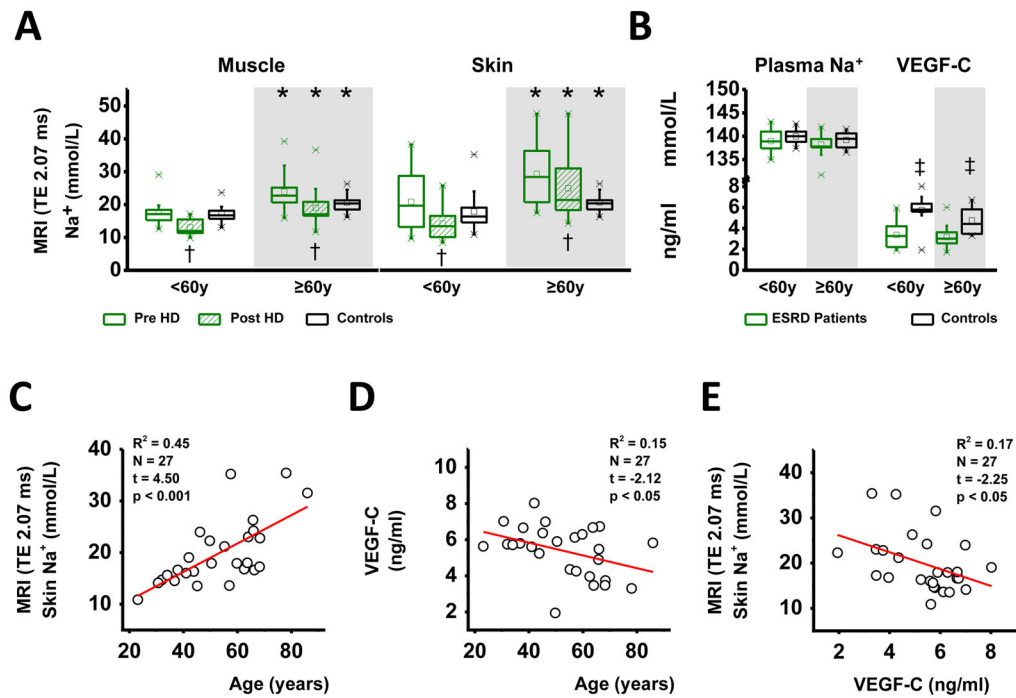 A
Muscle
Skin
MRI (TE 2.07 ms)
Na⁺ (mmol/L)
50
40
30
20
10
0
* * *
* * *
†
†
†
†
<60y
≥60y
<60y
≥60y
Pre HD
Post HD
Controls
B
Plasma Na⁺
VEGF-C
mmol/L
ng/ml
150
145
140
135
8
6
4
2
0
‡
‡
<60y
≥60y
<60y
≥60y
ESRD Patients
Controls
C
MRI (TE 2.07 ms)
Skin Na⁺ (mmol/L)
R² = 0.45
N = 27
t = 4.50
p < 0.001
40
30
20
10
20 40 60 80
Age (years)
D
VEGF-C
(ng/ml)
R² = 0.15
N = 27
t = -2.12
p < 0.05
10
8
6
4
2
20 40 60 80
Age (years)
E
MRI (TE 2.07 ms)
Skin Na⁺ (mmol/L)
R² = 0.17
N = 27
t = -2.25
p < 0.05
40
30
20
10
2 4 6 8
VEGF-C (ng/ml)